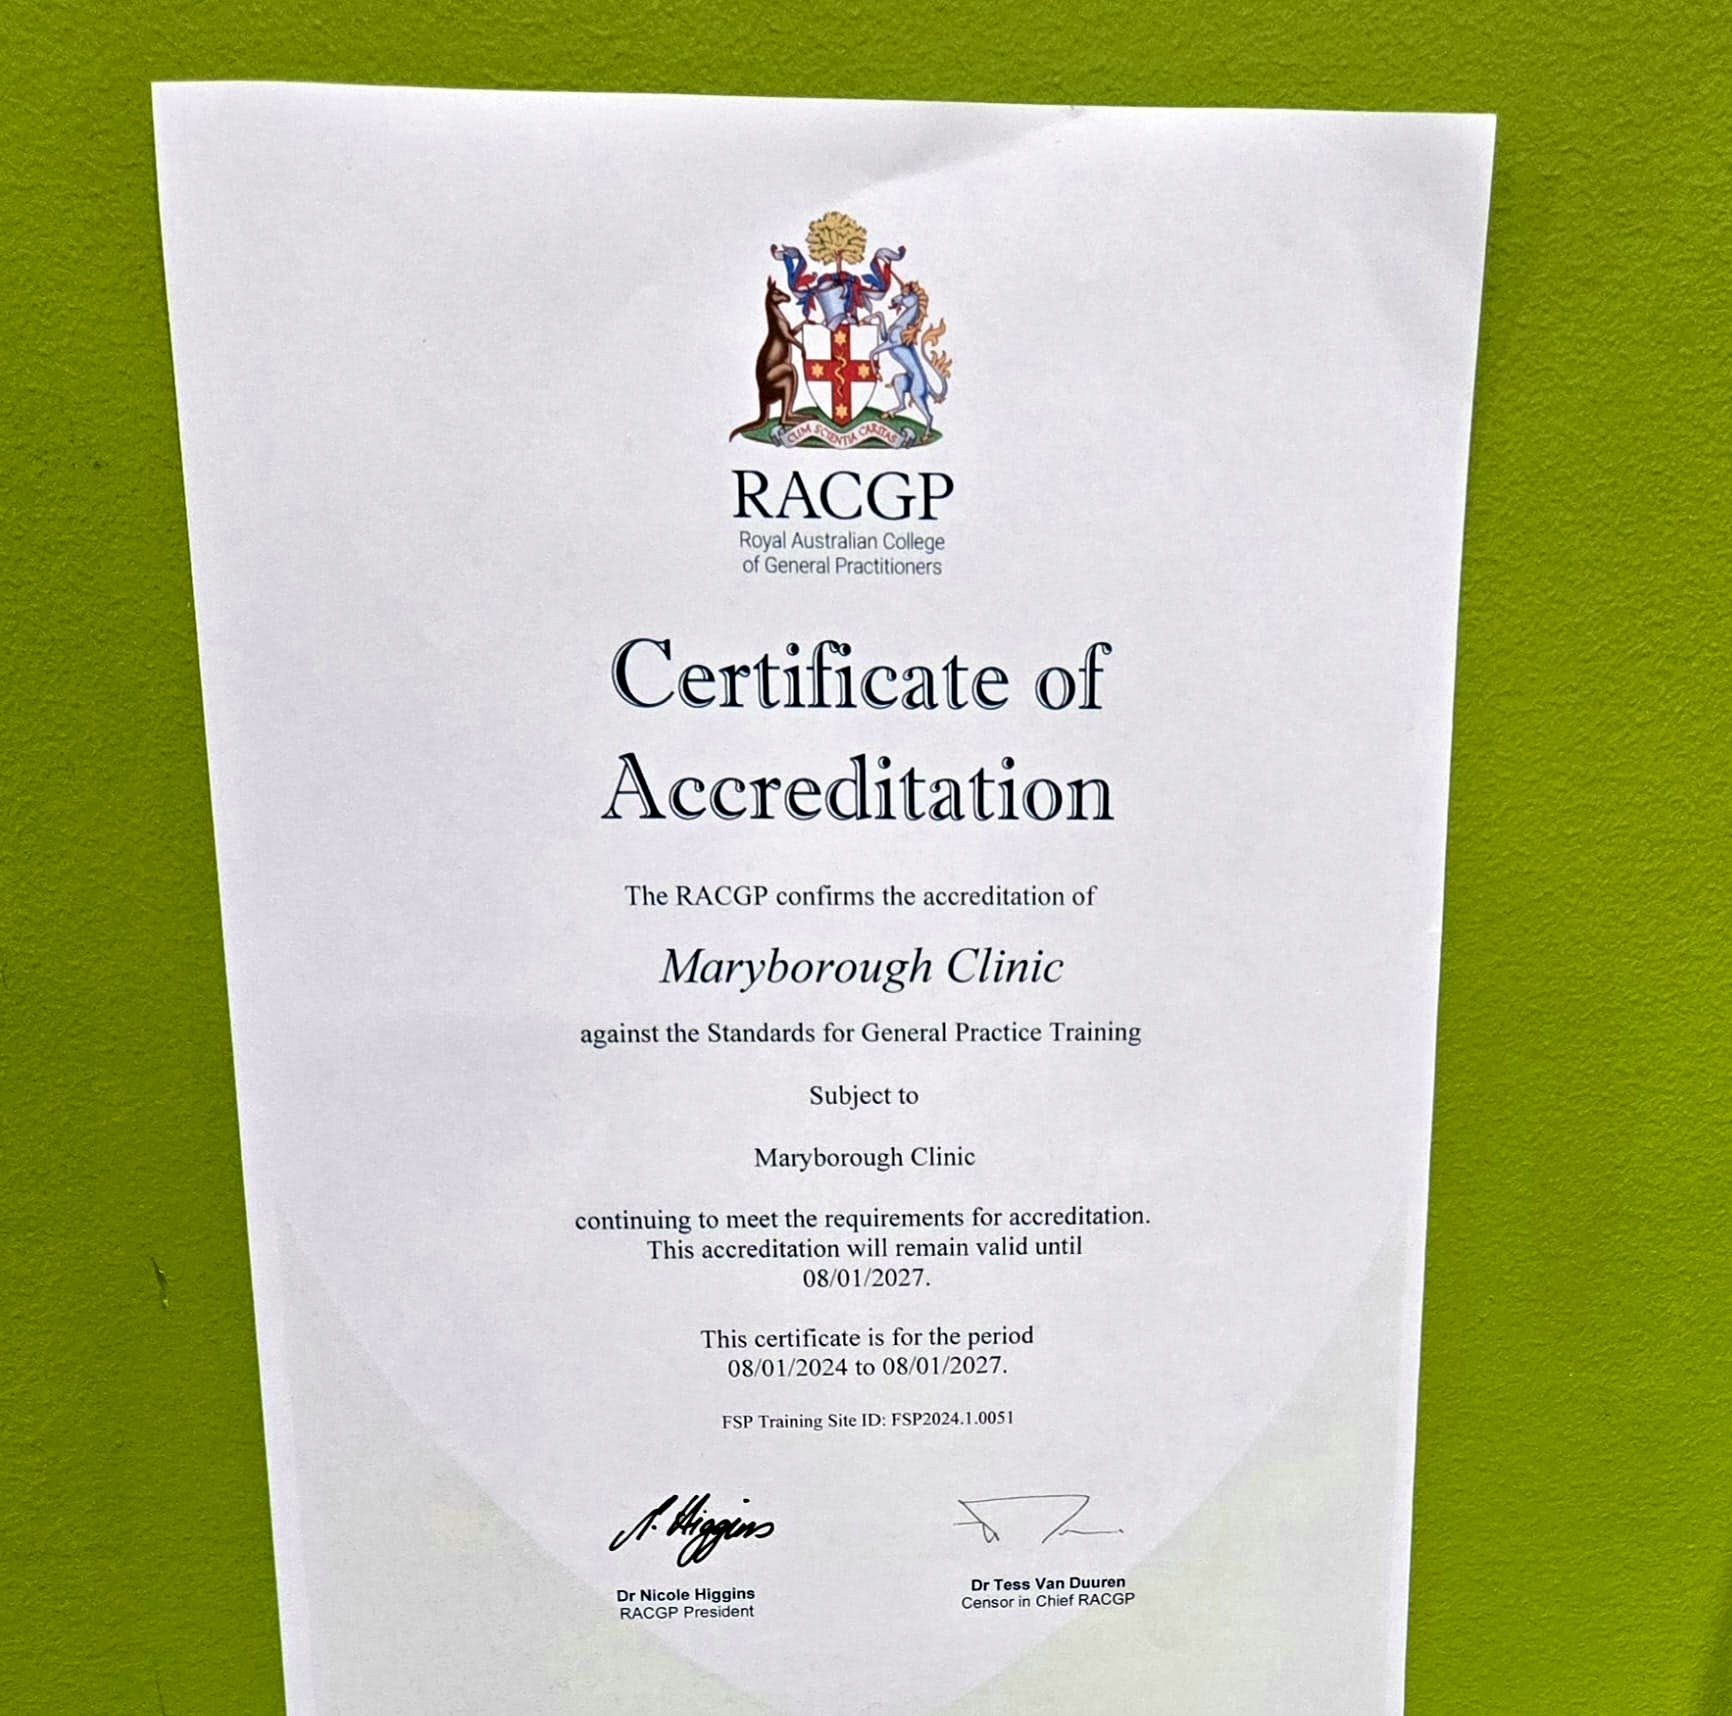 CUM SCIENTIA CARITAS
RACGP
Royal Australian College
of General Practitioners
Certificate of
Accreditation
The RACGP confirms the accreditation of
Maryborough Clinic
against the Standards for General Practice Training
Subject to
Maryborough Clinic
continuing to meet the requirements for accreditation.
This accreditation will remain valid until
08/01/2027.
This certificate is for the period
08/01/2024 to 08/01/2027.
FSP Training Site ID: FSP2024.1.0051
N. Higgins
Dr Nicole Higgins
RACGP President
Dr Tess Van Duuren
Censor in Chief RACGP